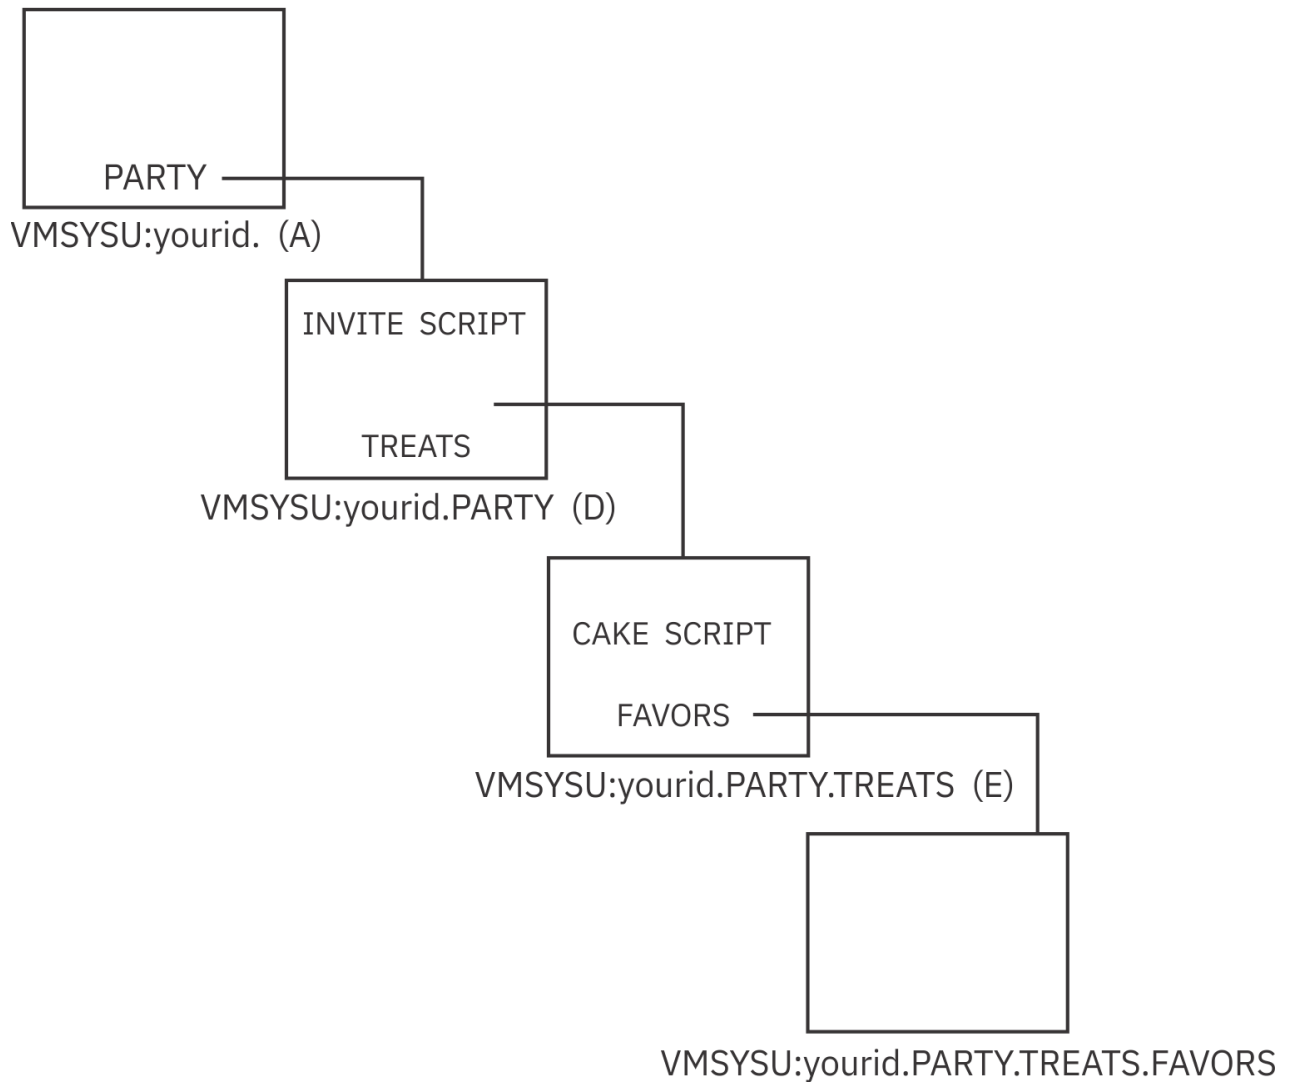 PARTY
VMSYSU:yourid. (A)
INVITE SCRIPT
TREATS
VMSYSU:yourid.PARTY (D)
CAKE SCRIPT
FAVORS
VMSYSU:yourid.PARTY.TREATS (E)
VMSYSU:yourid.PARTY.TREATS.FAVORS